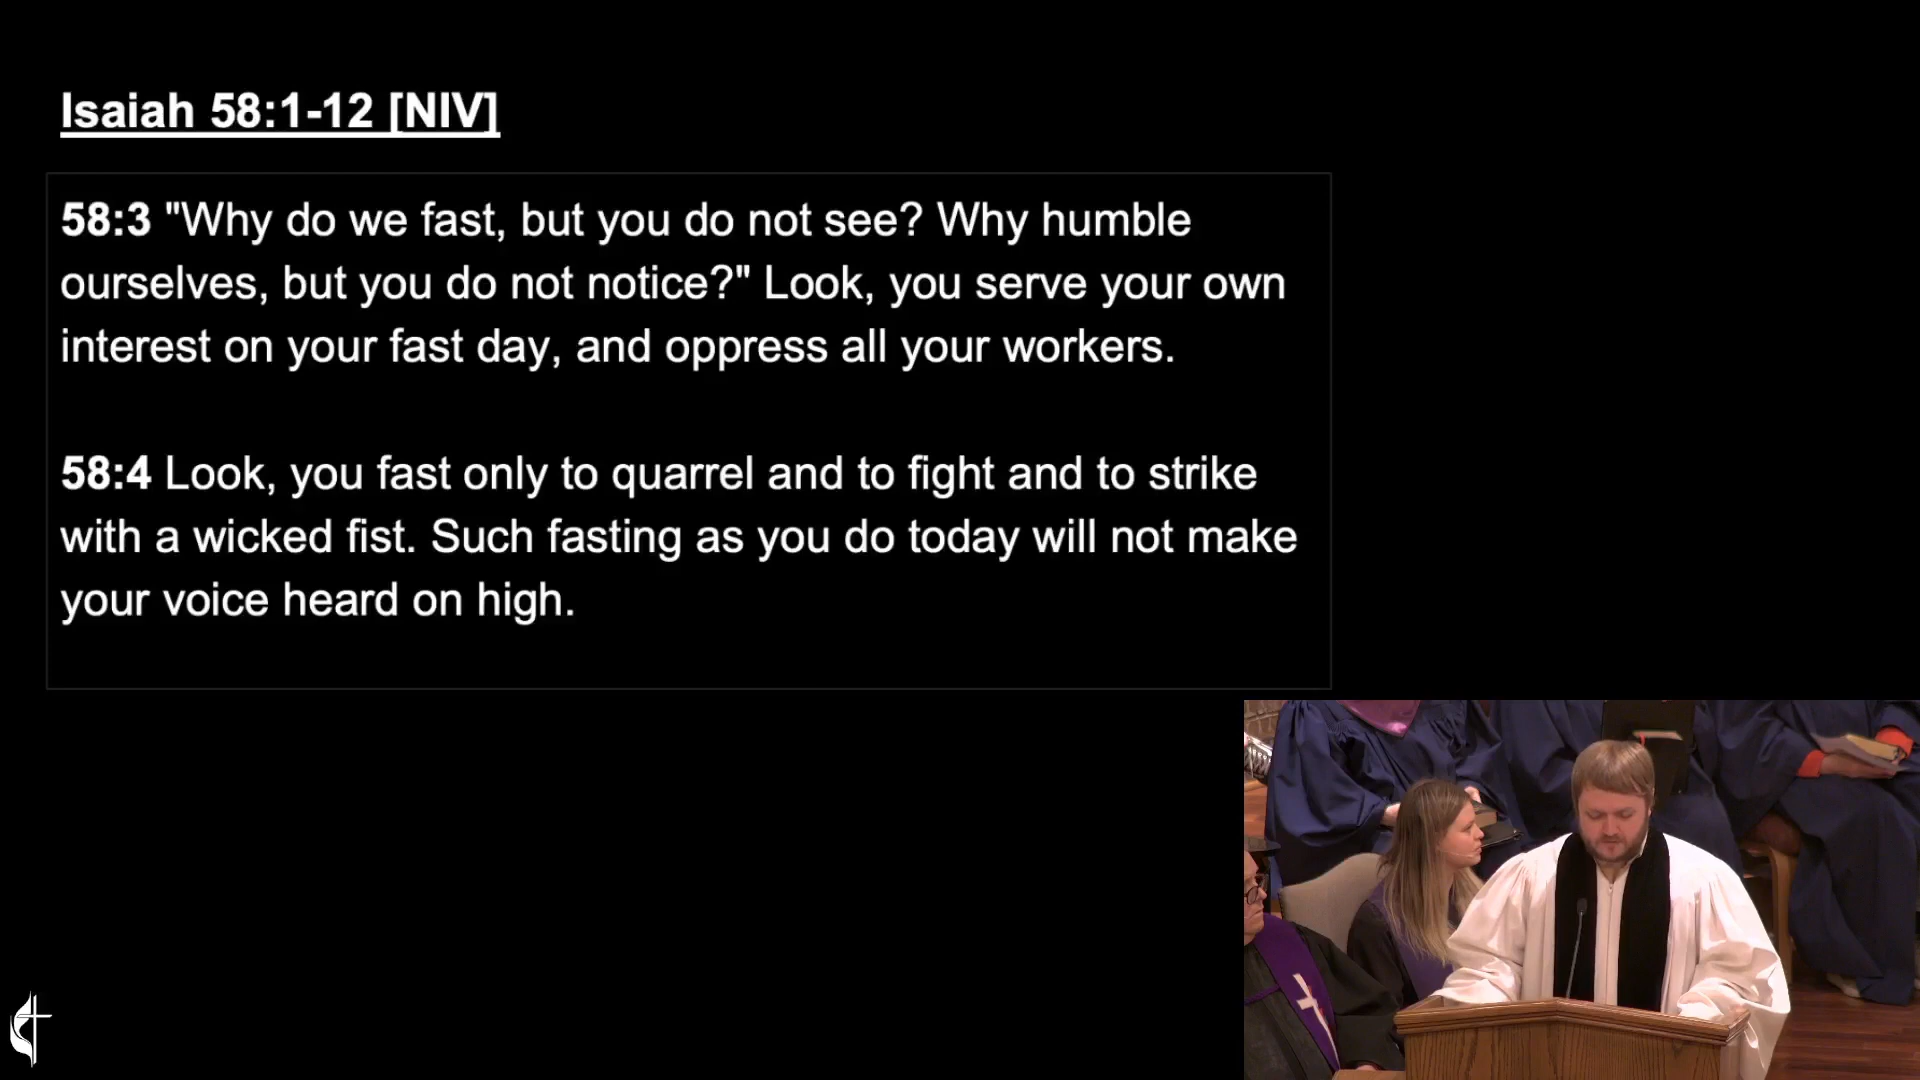 Isaiah 58:1-12 [NIV]
58:3 "Why do we fast, but you do not see? Why humble
ourselves, but you do not notice?" Look, you serve your own
interest on your fast day, and oppress all your workers.
58:4 Look, you fast only to quarrel and to fight and to strike
with a wicked fist. Such fasting as you do today will not make
your voice heard on high.